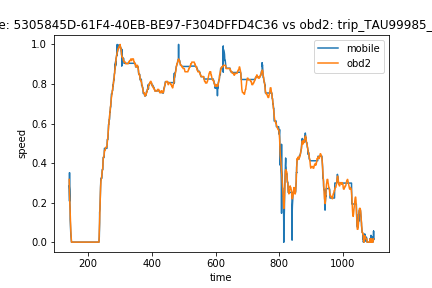 e: 5305845D-61F4-40EB-BE97-F304DFFD4C36 vs obd2: trip_TAU99985_
mobile
obd2
speed
1.0
0.8
0.6
0.4
0.2
0.0
200 400 600 800 1000
time